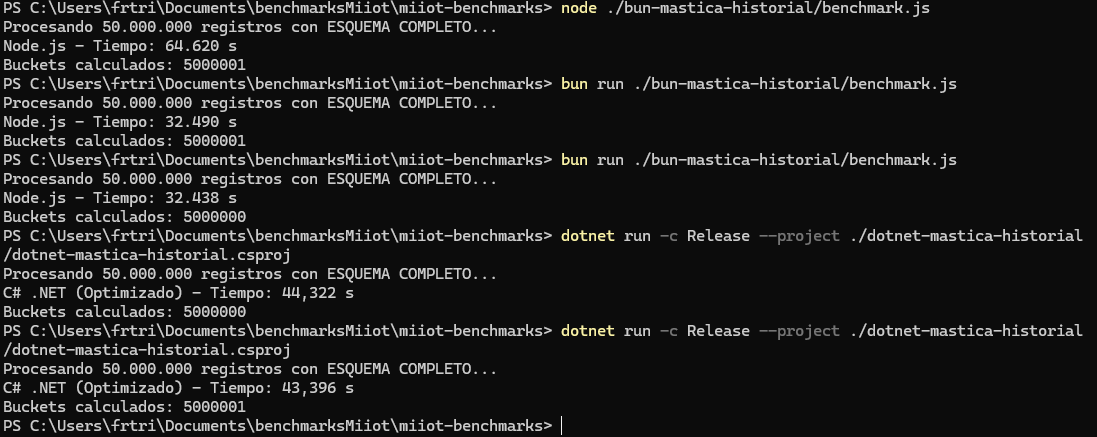 PS C:\Users\frtri\Documents\benchmarksMiiot\miiot-benchmarks> node ./bun-mastica-historial/benchmark.js
Procesando 50.000.000 registros con ESQUEMA COMPLETO...
Node.js - Tiempo: 64.620 s
Buckets calculados: 5000001
PS C:\Users\frtri\Documents\benchmarksMiiot\miiot-benchmarks> bun run ./bun-mastica-historial/benchmark.js
Procesando 50.000.000 registros con ESQUEMA COMPLETO...
Node.js - Tiempo: 32.490 s
Buckets calculados: 5000001
PS C:\Users\frtri\Documents\benchmarksMiiot\miiot-benchmarks> bun run ./bun-mastica-historial/benchmark.js
Procesando 50.000.000 registros con ESQUEMA COMPLETO...
Node.js - Tiempo: 32.438 s
Buckets calculados: 5000000
PS C:\Users\frtri\Documents\benchmarksMiiot\miiot-benchmarks> dotnet run -c Release --project ./dotnet-mastica-historial
/dotnet-mastica-historial.csproj
Procesando 50.000.000 registros con ESQUEMA COMPLETO...
C# .NET (Optimizado) - Tiempo: 44,322 s
Buckets calculados: 5000000
PS C:\Users\frtri\Documents\benchmarksMiiot\miiot-benchmarks> dotnet run -c Release --project ./dotnet-mastica-historial
/dotnet-mastica-historial.csproj
Procesando 50.000.000 registros con ESQUEMA COMPLETO...
C# .NET (Optimizado) - Tiempo: 43,396 s
Buckets calculados: 5000001
PS C:\Users\frtri\Documents\benchmarksMiiot\miiot-benchmarks>